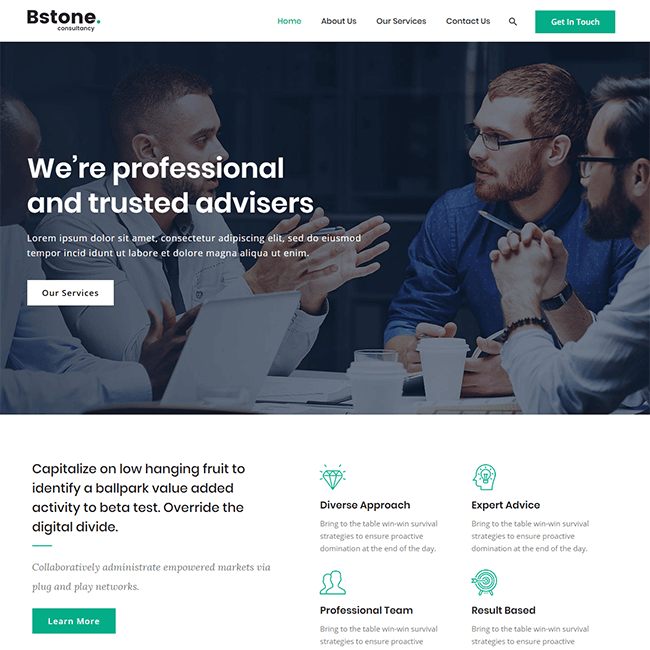 Bstone.
consultancy
Home About Us Our Services Contact Us Get In Touch
We're professional
and trusted advisers
Lorem ipsum dolor sit amet, consectetur adipiscing elit, sed do eiusmod
tempor incid idunt ut labore et dolore magna aliqua ut enim.
Our Services
Capitalize on low hanging fruit to
identify a ballpark value added
activity to beta test. Override the
digital divide.
Collaboratively administrate empowered markets via
plug and play networks.
Learn More
Diverse Approach
Bring to the table win-win survival
strategies to ensure proactive
domination at the end of the day.
Expert Advice
Bring to the table win-win survival
strategies to ensure proactive
domination at the end of the day.
Professional Team
Bring to the table win-win survival
strategies to ensure proactive
Result Based
Bring to the table win-win survival
strategies to ensure proactive